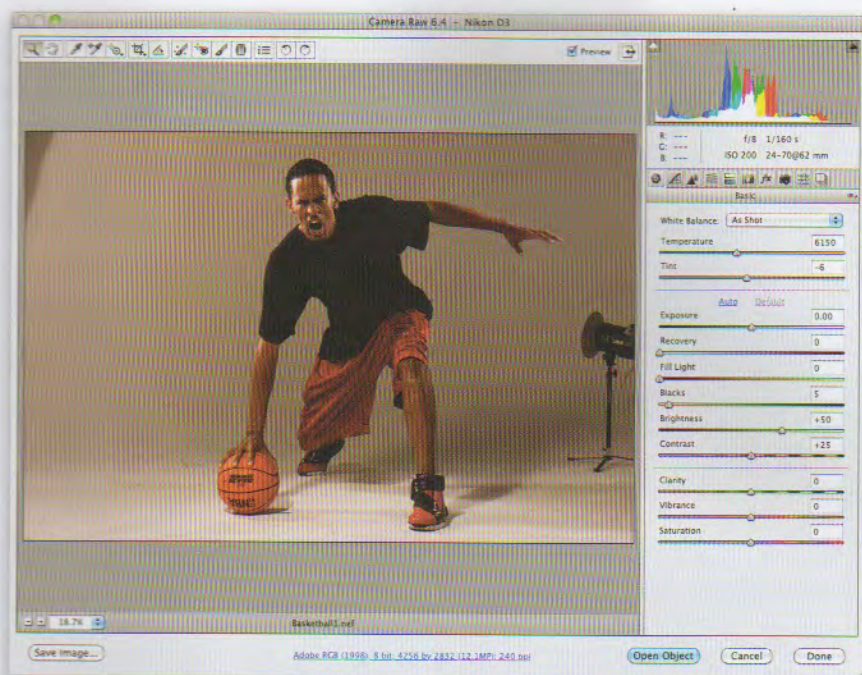 Camera Raw 6.4 – Nikon D3
Preview
R: ---
G: ---
B: ---
f/8 1/160 s
ISO 200 24-70@62 mm
Basic
White Balance: As Shot
Temperature 6150
Tint -6
Auto Default
Exposure 0.00
Recovery 0
Fill Light 0
Blacks 5
Brightness +50
Contrast +25
Clarity 0
Vibrance 0
Saturation 0
18.7% Basketball1.nef
Save Image... Adobe RGB (1998); 8 bit; 4256 by 2832 (12.1MP); 240 ppi Open Object Cancel Done